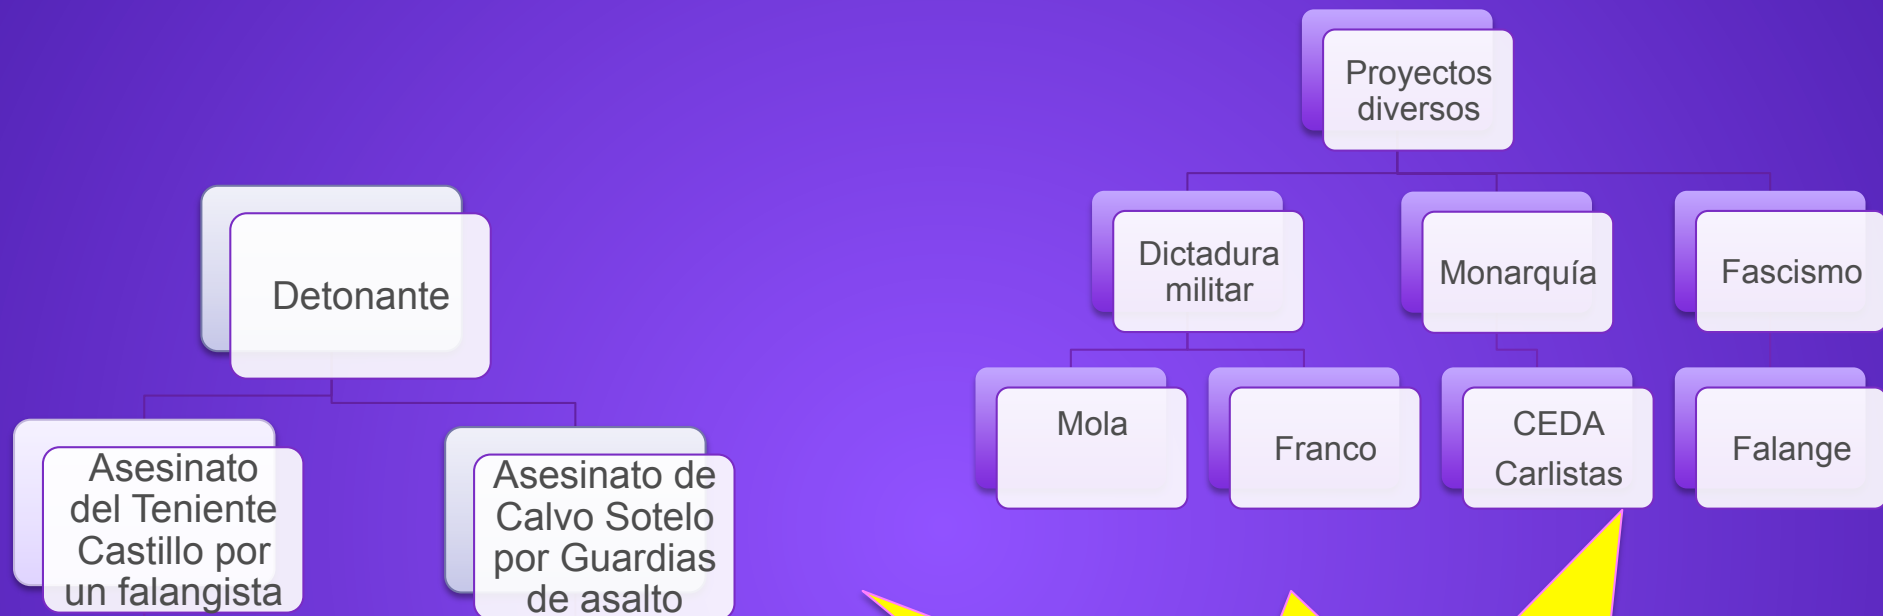 Proyectos
diversos
Dictadura
militar
Monarquía
Fascismo
Mola
Franco
CEDA
Carlistas
Falange
Detonante
Asesinato
del Teniente
Castillo por
un falangista
Asesinato de
Calvo Sotelo
por Guardias
de asalto